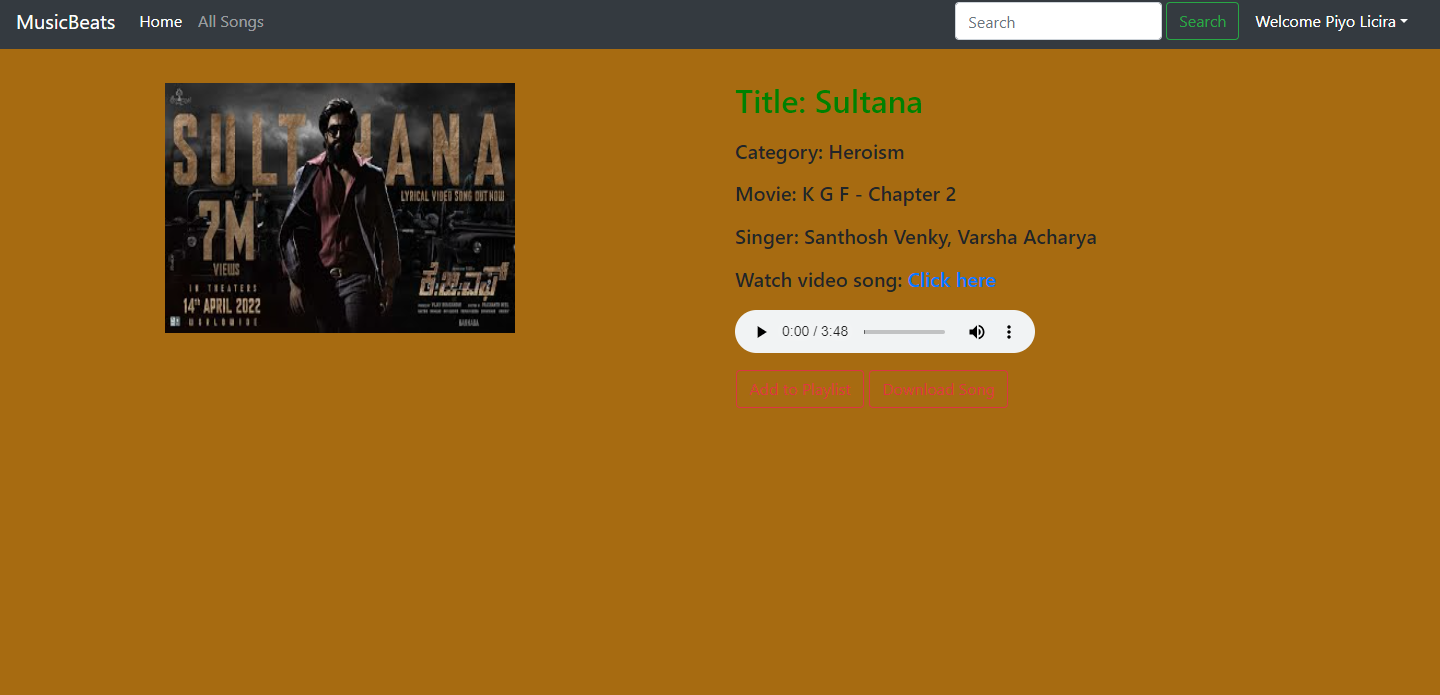 MusicBeats Home All Songs Search Search Welcome Piyo Licira
SULTHANA
LYRICAL VIDEO SONG OUT NOW
7M+
VIEWS
IN THEATERS
14th APRIL 2022
WORLDWIDE
ಕೆ.ಜಿ.ಎಫ್
KANNADA
Title: Sultana
Category: Heroism
Movie: K G F - Chapter 2
Singer: Santhosh Venky, Varsha Acharya
Watch video song: Click here
0:00 / 3:48
Add to Playlist Download Song